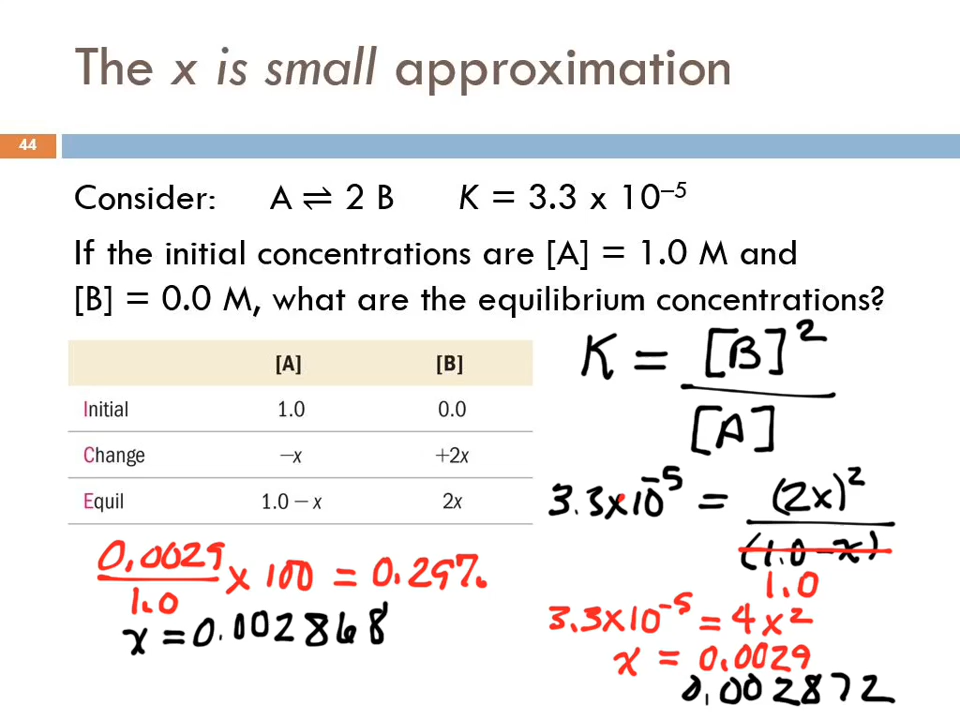 The x is small approximation
44
Consider: A ⇌ 2 B K = 3.3 x 10⁻⁵
If the initial concentrations are [A] = 1.0 M and
[B] = 0.0 M, what are the equilibrium concentrations?
[A] [B]
Initial 1.0 0.0
Change −x +2x
Equil 1.0 − x 2x
K = [B]² / [A]
3.3x10⁻⁵ = (2x)² / (1.0 − x)
1.0
0.0029 / 1.0 x 100 = 0.29%
x = 0.002868
3.3x10⁻⁵ = 4x²
x = 0.0029
0.002872